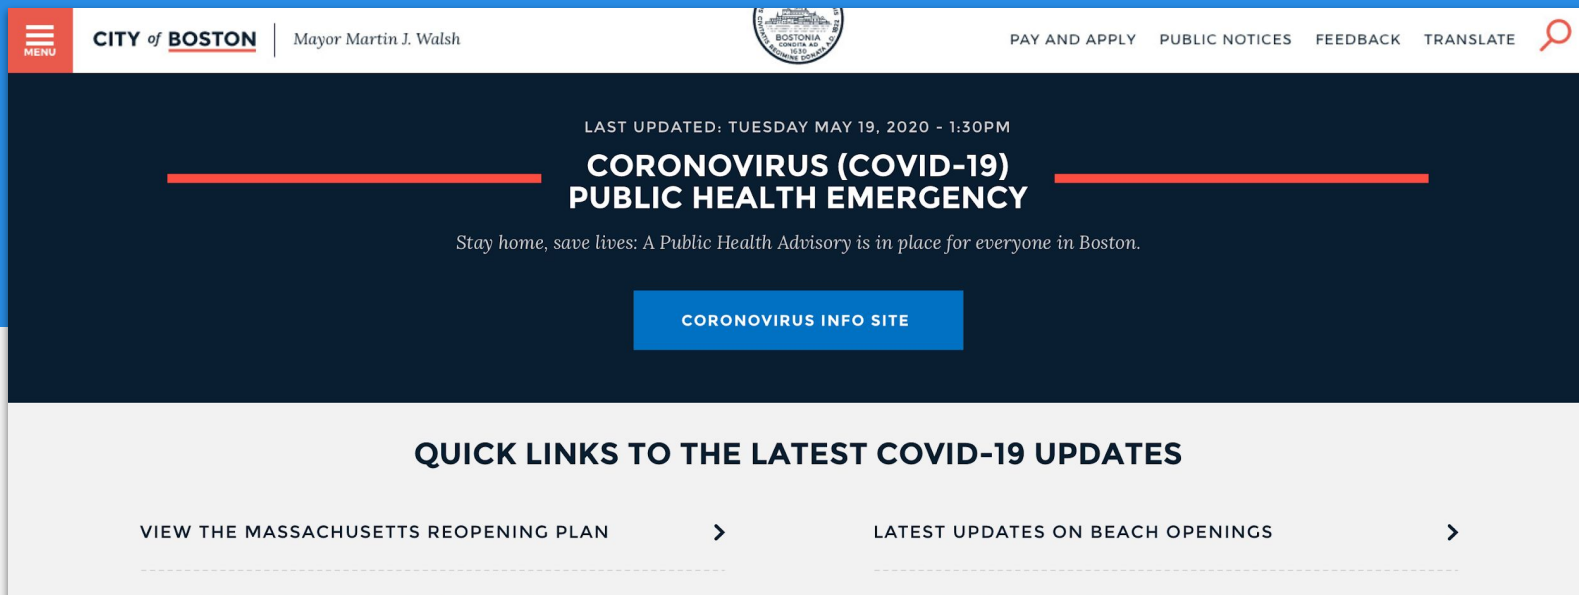 MENU
CITY of BOSTON
Mayor Martin J. Walsh
BOSTONIA
CONDITA AD
1630
PAY AND APPLY
PUBLIC NOTICES
FEEDBACK
TRANSLATE
LAST UPDATED: TUESDAY MAY 19, 2020 - 1:30PM
CORONOVIRUS (COVID-19)
PUBLIC HEALTH EMERGENCY
Stay home, save lives: A Public Health Advisory is in place for everyone in Boston.
CORONOVIRUS INFO SITE
QUICK LINKS TO THE LATEST COVID-19 UPDATES
VIEW THE MASSACHUSETTS REOPENING PLAN
LATEST UPDATES ON BEACH OPENINGS